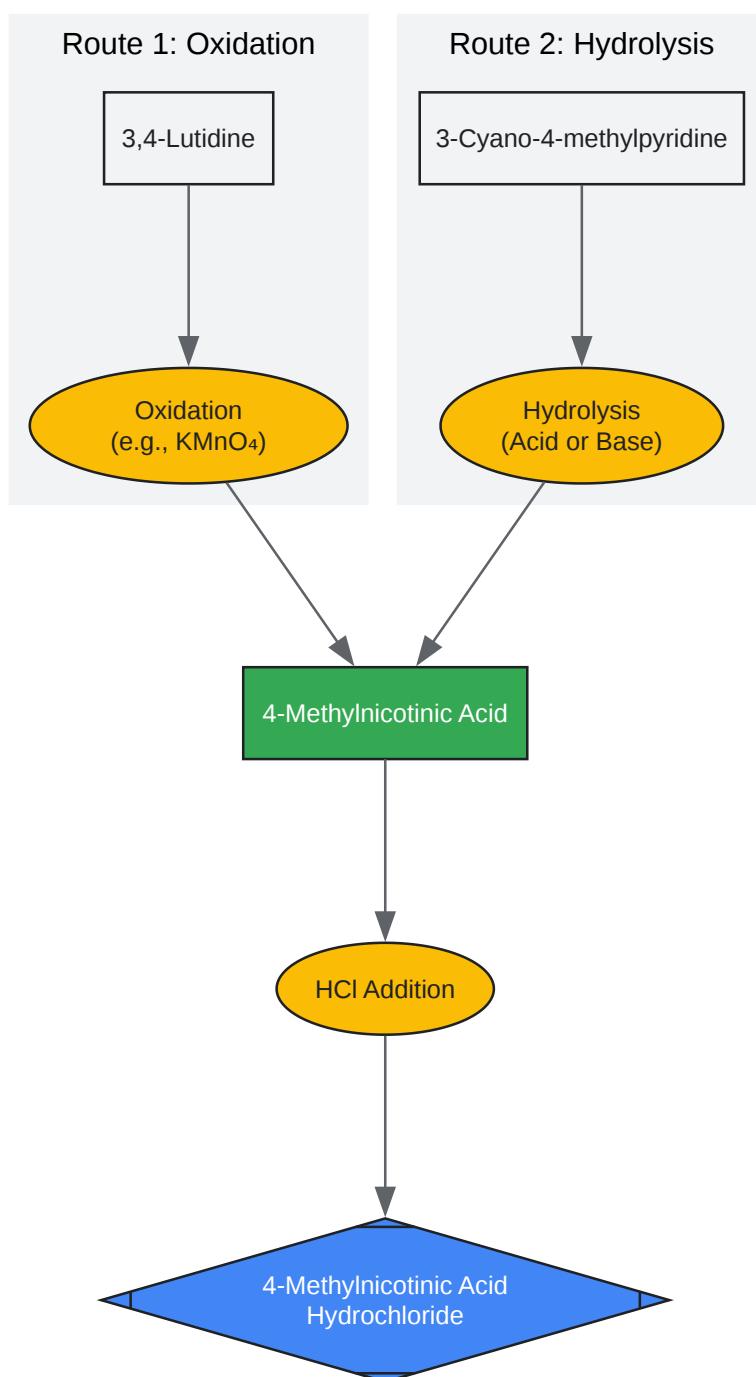 Route 1: Oxidation
Route 2: Hydrolysis
3,4-Lutidine
3-Cyano-4-methylpyridine
Oxidation
(e.g., KMnO₄)
Hydrolysis
(Acid or Base)
4-Methylnicotinic Acid
HCl Addition
4-Methylnicotinic Acid
Hydrochloride